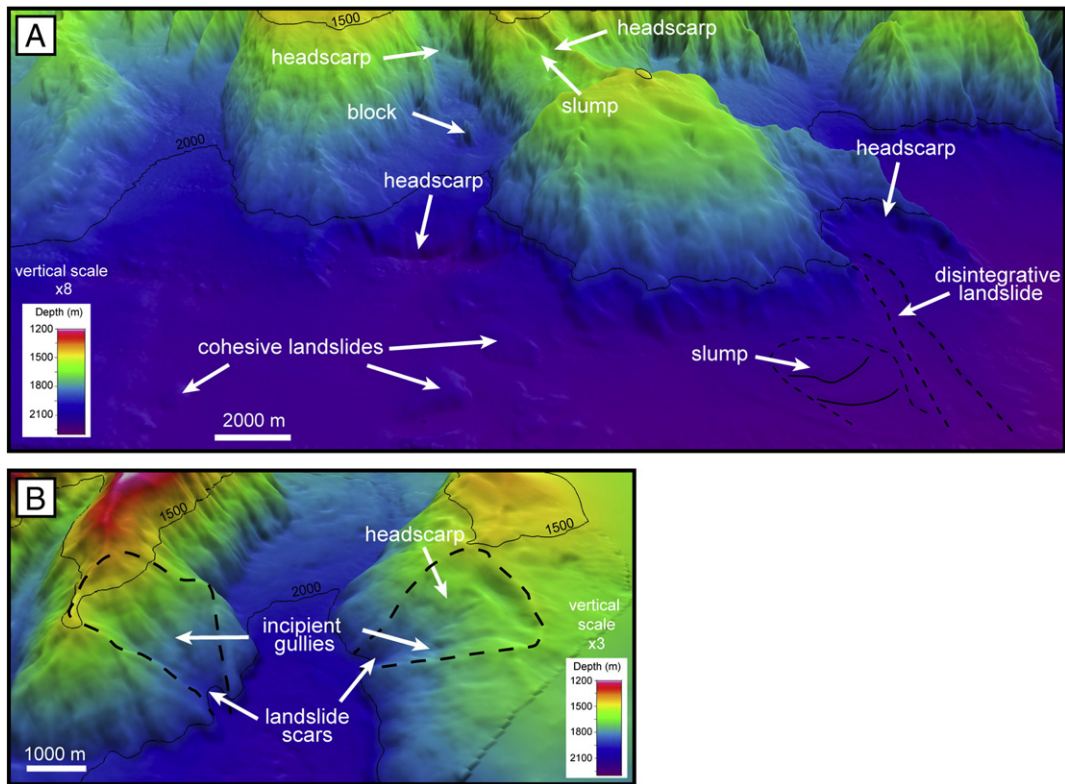 A
1500
headscarp
headscarp
slump
block
2000
headscarp
headscarp
vertical scale
x8
Depth (m)
1200
1500
1800
2100
disintegrative
landslide
cohesive landslides
slump
2000 m
B
1500
1500
headscarp
2000
incipient
gullies
landslide
scars
vertical
scale
x3
Depth (m)
1200
1500
1800
2100
1000 m